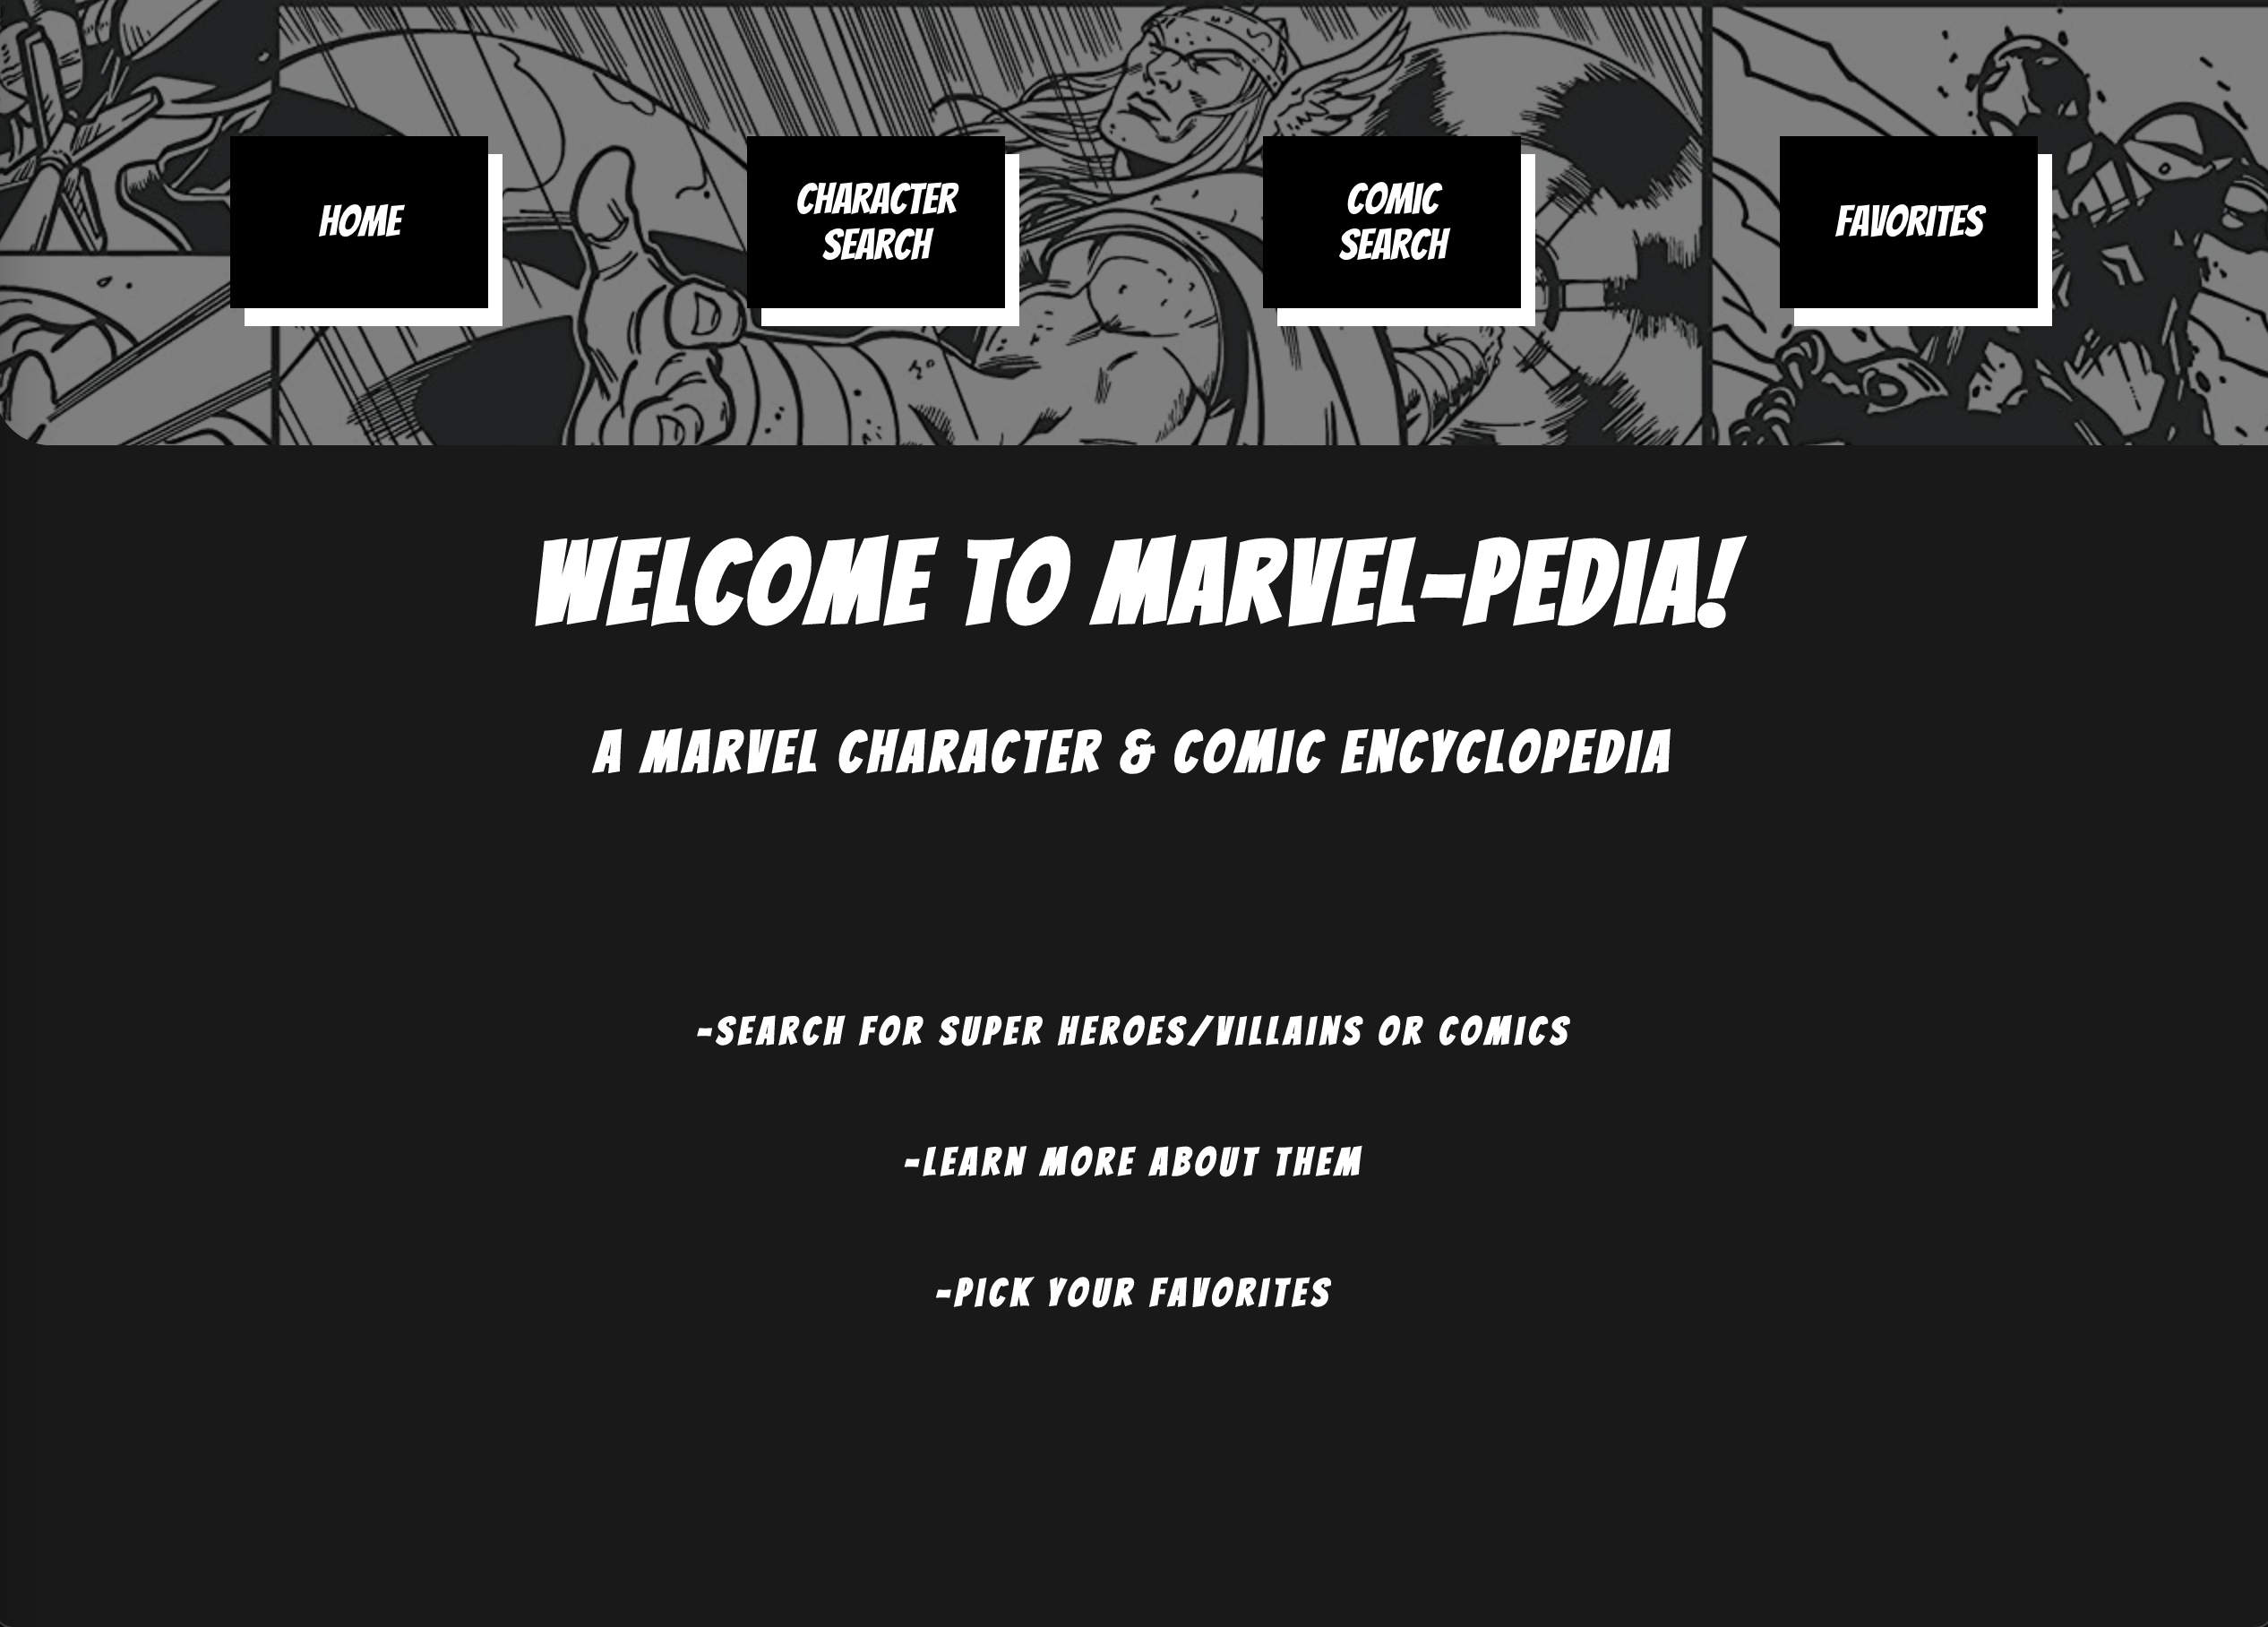 HOME
CHARACTER
SEARCH
COMIC
SEARCH
FAVORITES
WELCOME TO MARVEL-PEDIA!
A MARVEL CHARACTER & COMIC ENCYCLOPEDIA
-SEARCH FOR SUPER HEROES/VILLAINS OR COMICS
-LEARN MORE ABOUT THEM
-PICK YOUR FAVORITES